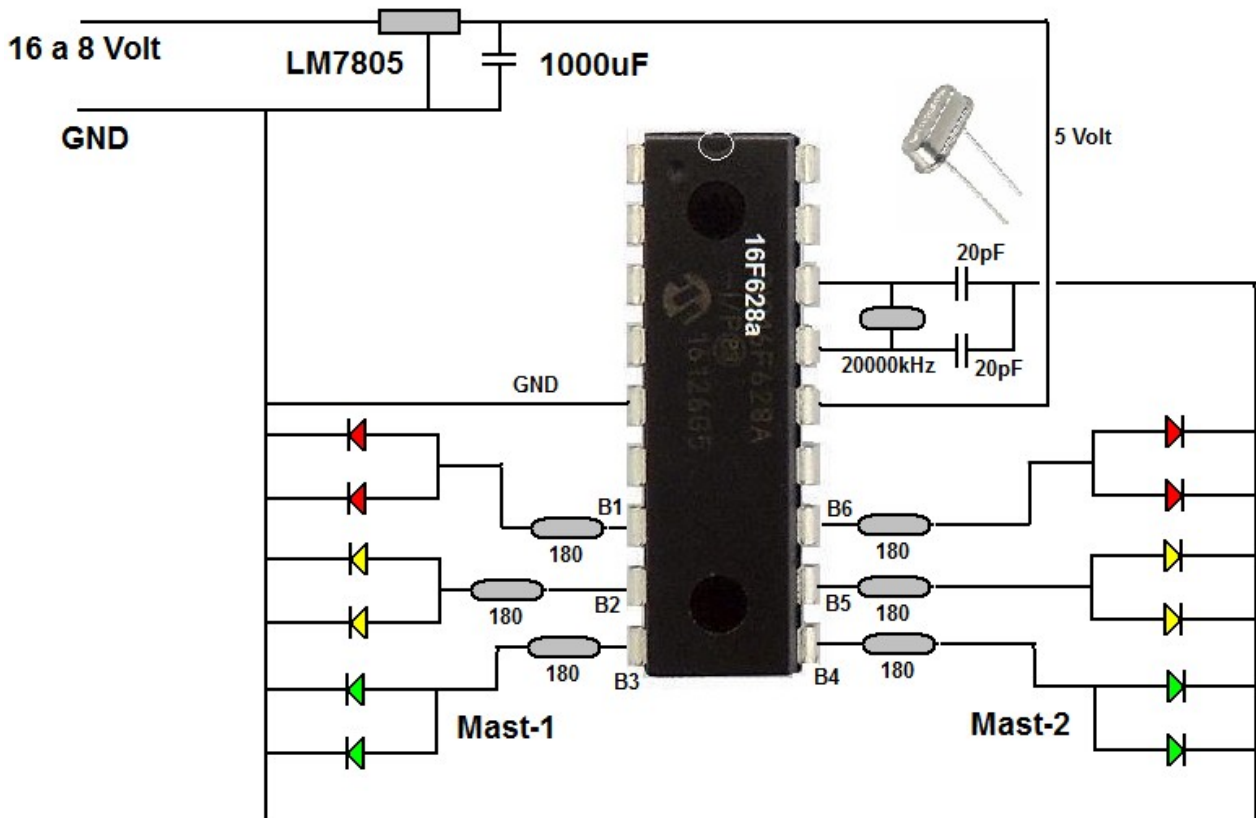 16 a 8 Volt
LM7805
1000uF
GND
5 Volt
20pF
16F628a
20000kHz
20pF
GND
B1
180
B6
180
B2
180
B5
180
B3
180
B4
180
Mast-1
Mast-2